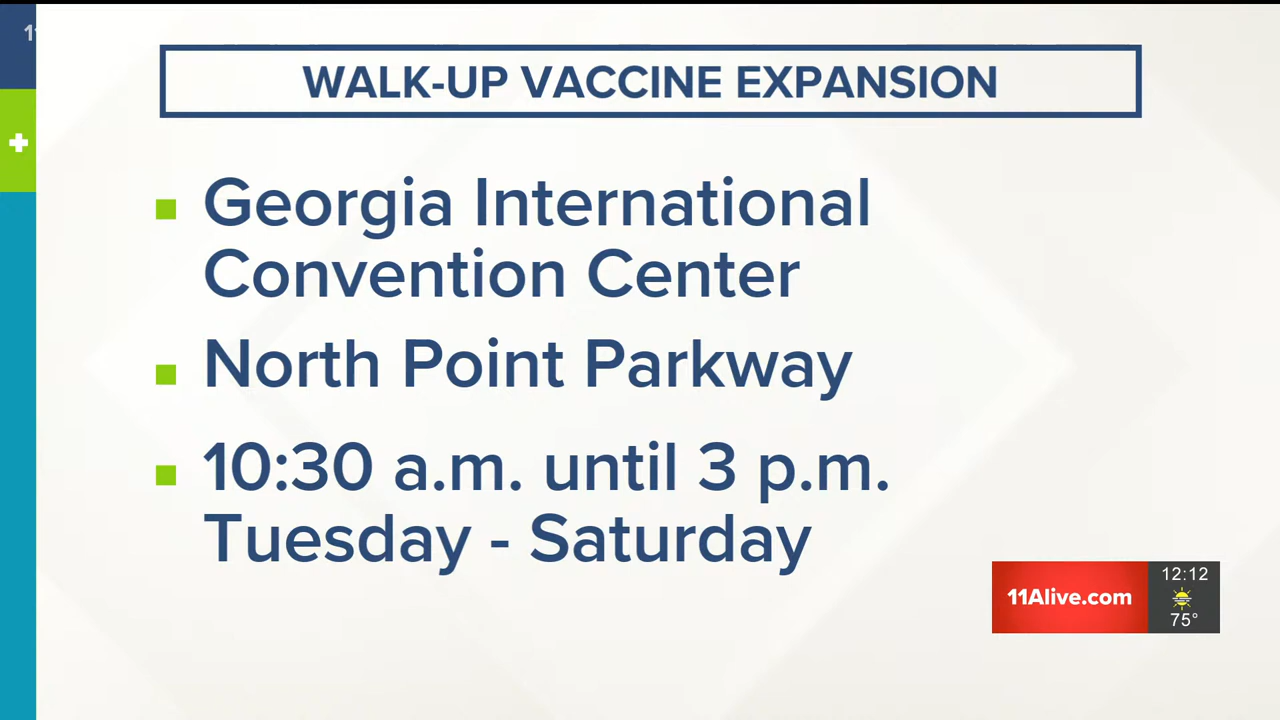 11
WALK-UP VACCINE EXPANSION
Georgia International
Convention Center
North Point Parkway
10:30 a.m. until 3 p.m.
Tuesday - Saturday
11Alive.com
12:12
75°